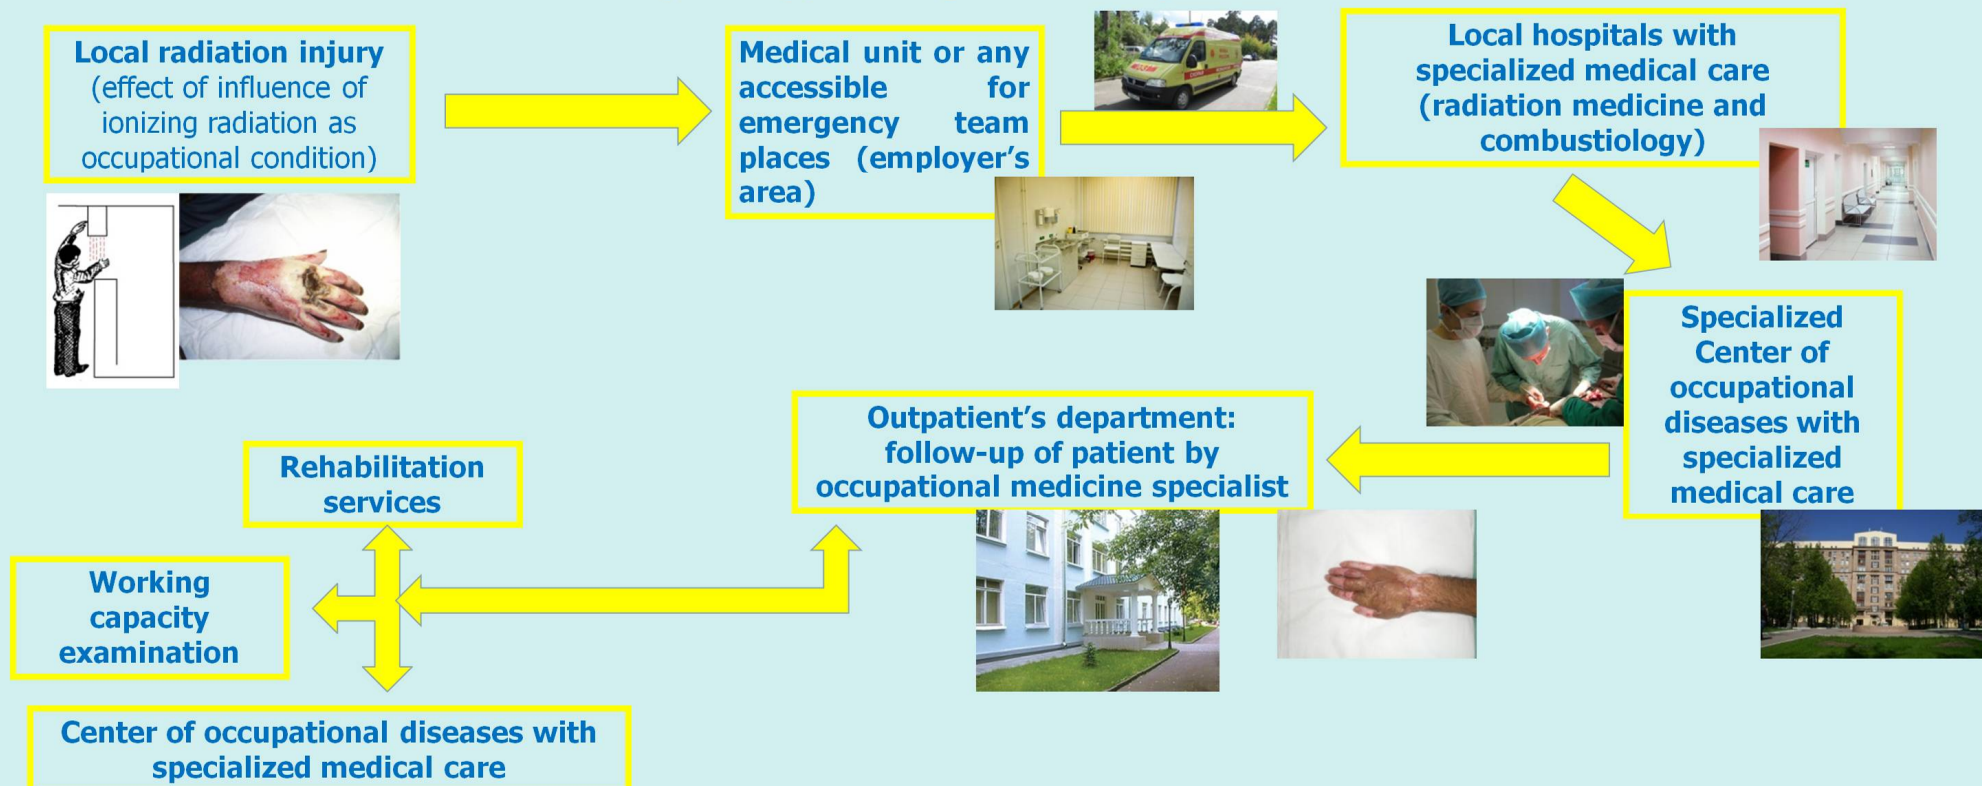 Local radiation injury
(effect of influence of
ionizing radiation as
occupational condition)
Medical unit or any
accessible for
emergency team
places (employer’s
area)
Local hospitals with
specialized medical care
(radiation medicine and
combustiology)
Specialized
Center of
occupational
diseases with
specialized
medical care
Outpatient’s department:
follow-up of patient by
occupational medicine specialist
Rehabilitation
services
Working
capacity
examination
Center of occupational diseases with
specialized medical care